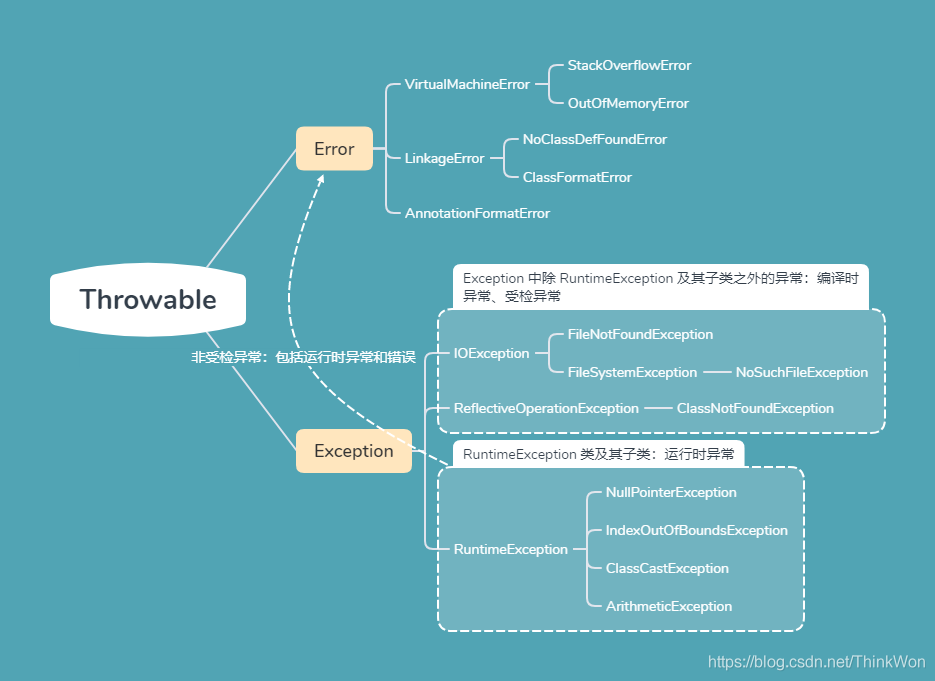 Throwable
Error
VirtualMachineError
StackOverflowError
OutOfMemoryError
LinkageError
NoClassDefFoundError
ClassFormatError
AnnotationFormatError
非受检异常：包括运行时异常和错误
Exception
Exception 中除 RuntimeException 及其子类之外的异常：编译时
异常、受检异常
IOException
FileNotFoundException
FileSystemException
NoSuchFileException
ReflectiveOperationException
ClassNotFoundException
RuntimeException 类及其子类：运行时异常
RuntimeException
NullPointerException
IndexOutOfBoundsException
ClassCastException
ArithmeticException
https://blog.csdn.net/ThinkWon